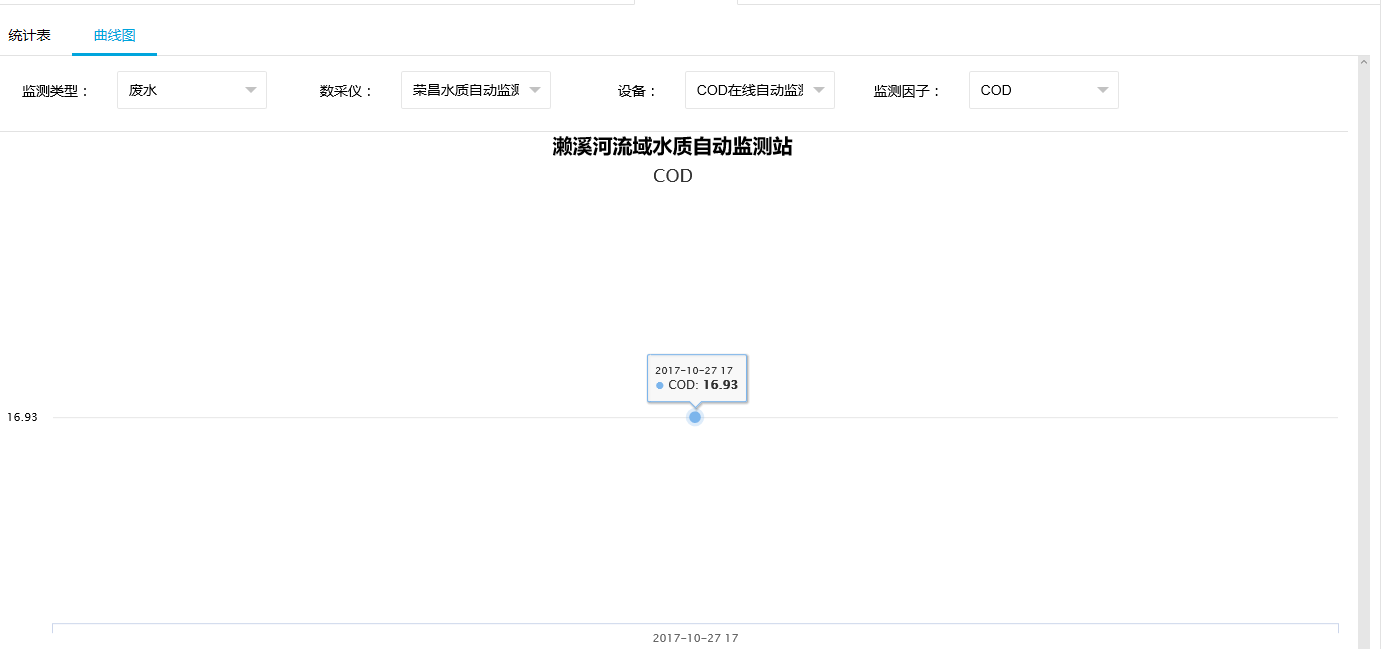 统计表 曲线图
监测类型： 废水 数采仪： 荣昌水质自动监测 设备： COD在线自动监测 监测因子： COD
濑溪河流域水质自动监测站
COD
2017-10-27 17
COD: 16.93
16.93
2017-10-27 17